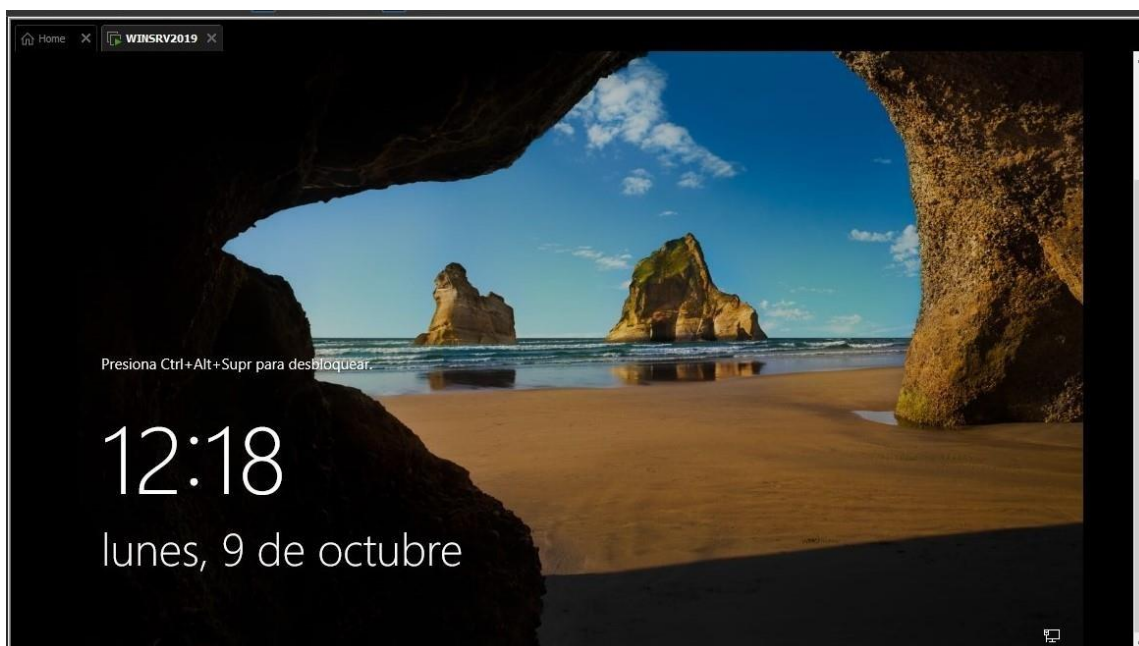 Home
WINSRV2019
Presiona Ctrl+Alt+Supr para desbloquear.
12:18
lunes, 9 de octubre